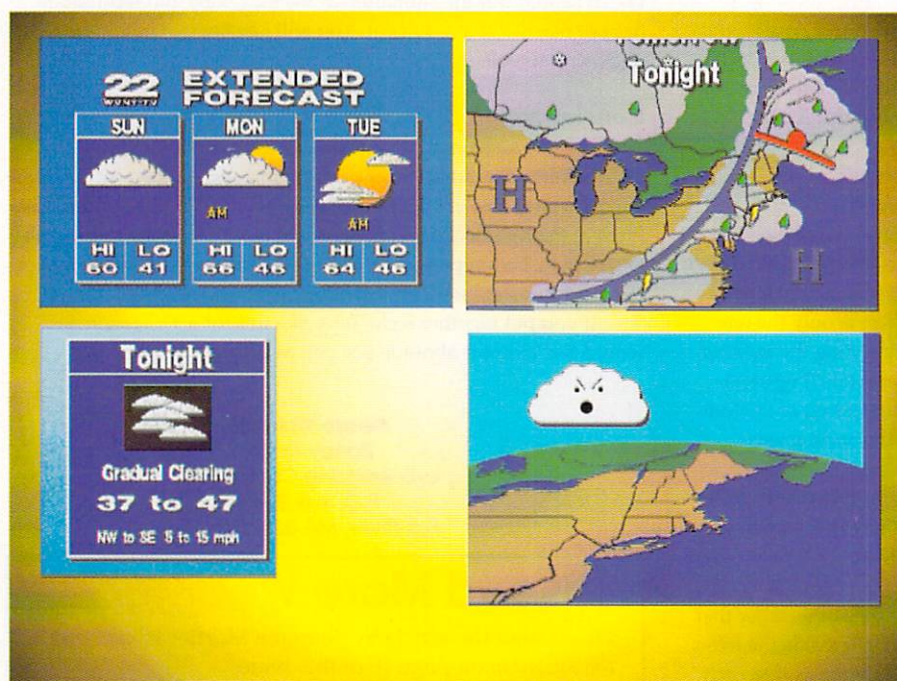 22 EXTENDED
FORECAST
SUN MON TUE
AM
AM
HI LO HI LO HI LO
60 41 66 46 64 46
Tomorrow
Tonight
H
H
Tonight
Gradual Clearing
37 to 47
NW to SE 5 to 15 mph